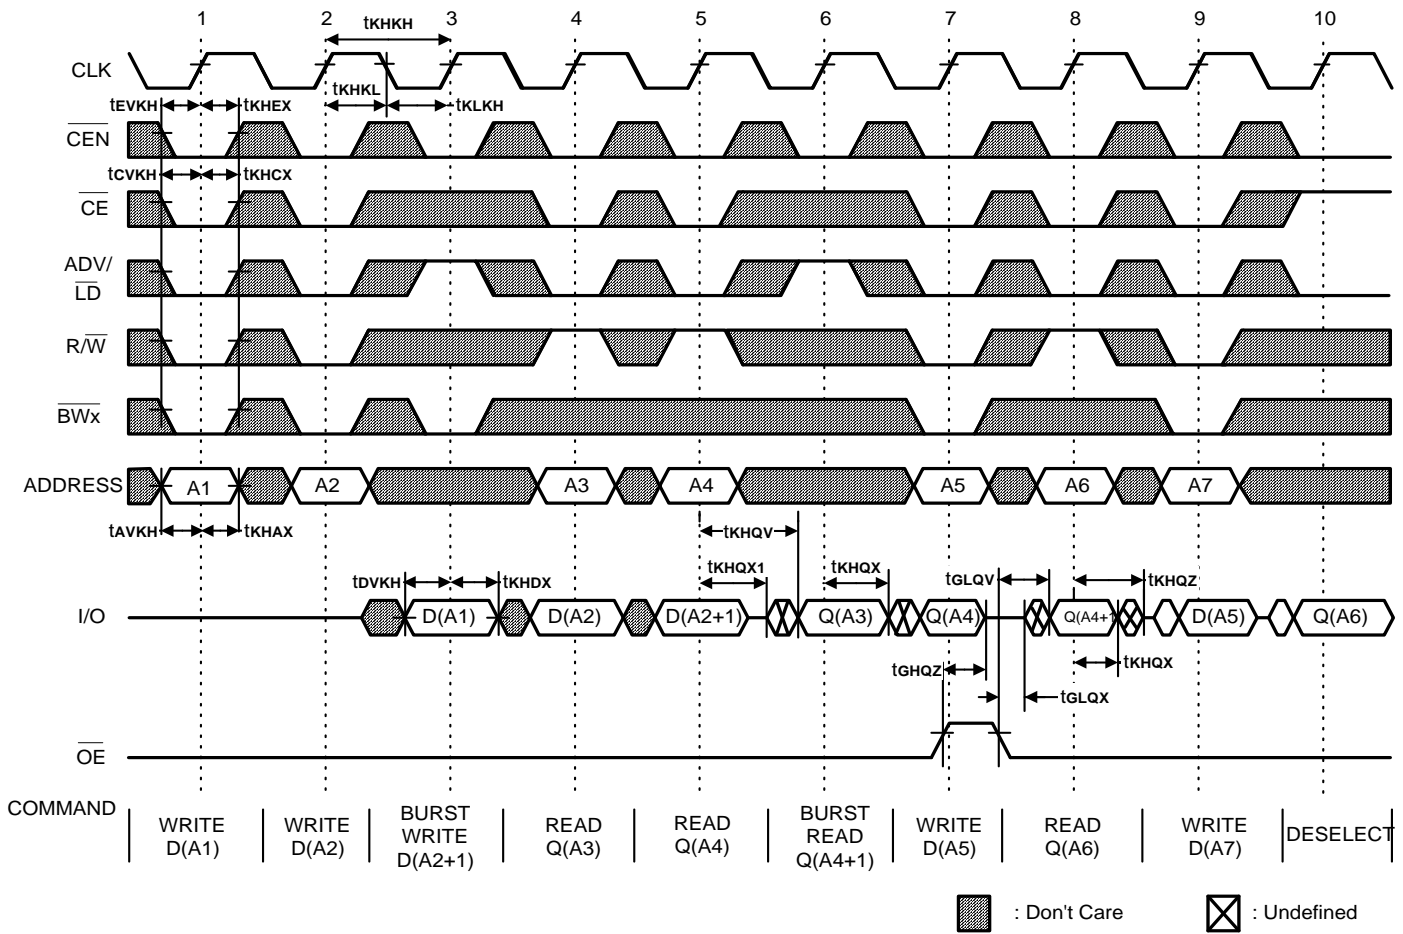 1 2 3 4 5 6 7 8 9 10
tKHKH
CLK
tKHKL tKLKH
tEVKH tKHEX
CEN
tCVKH tKHCX
CE
ADV/
LD
R/W
BWx
ADDRESS A1 A2 A3 A4 A5 A6 A7
tAVKH tKHAX tKHQV
tDVKH tKHDX tKHQX1 tKHQX tGLQV tKHQZ
I/O D(A1) D(A2) D(A2+1) Q(A3) Q(A4) Q(A4+1 D(A5) Q(A6)
tGHQZ tKHQX
tGLQX
OE
COMMAND
WRITE
D(A1)
WRITE
D(A2)
BURST
WRITE
D(A2+1)
READ
Q(A3)
READ
Q(A4)
BURST
READ
Q(A4+1)
WRITE
D(A5)
READ
Q(A6)
WRITE
D(A7)
DESELECT
: Don't Care
: Undefined